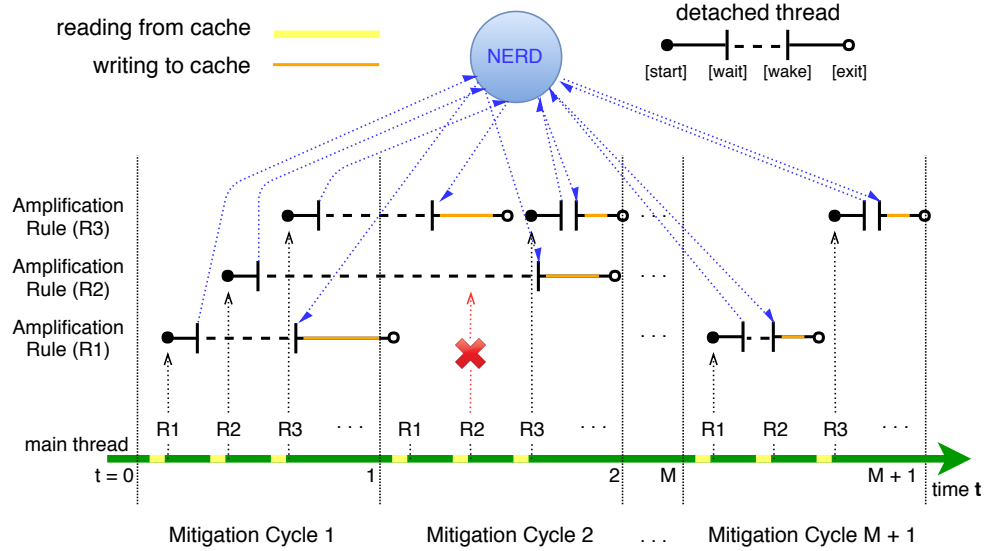 reading from cache
writing to cache
NERD
detached thread
[start] [wait] [wake] [exit]
Amplification
Rule (R3)
. . .
Amplification
Rule (R2)
. . .
Amplification
Rule (R1)
. . .
R1 R2 R3 . . . R1 R2 R3 . . . R1 R2 R3 . . .
main thread
t = 0 1 2 M M + 1
time t
Mitigation Cycle 1 Mitigation Cycle 2 . . . Mitigation Cycle M + 1